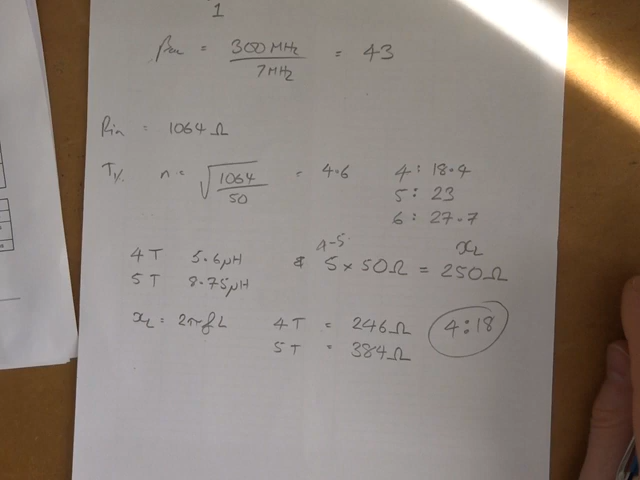 1
βac = 300 MHz / 7 MHz = 43
Rin = 1064 Ω
n = √(1064 / 50) = 4.6 4 : 18.4
5 : 23
6 : 27.7
4-5
4 T 5.6 μH & 5 × 50 Ω = 250 Ω XL
5 T 8.75 μH
XL = 2πfL 4 T = 246 Ω 4:18
5 T = 384 Ω